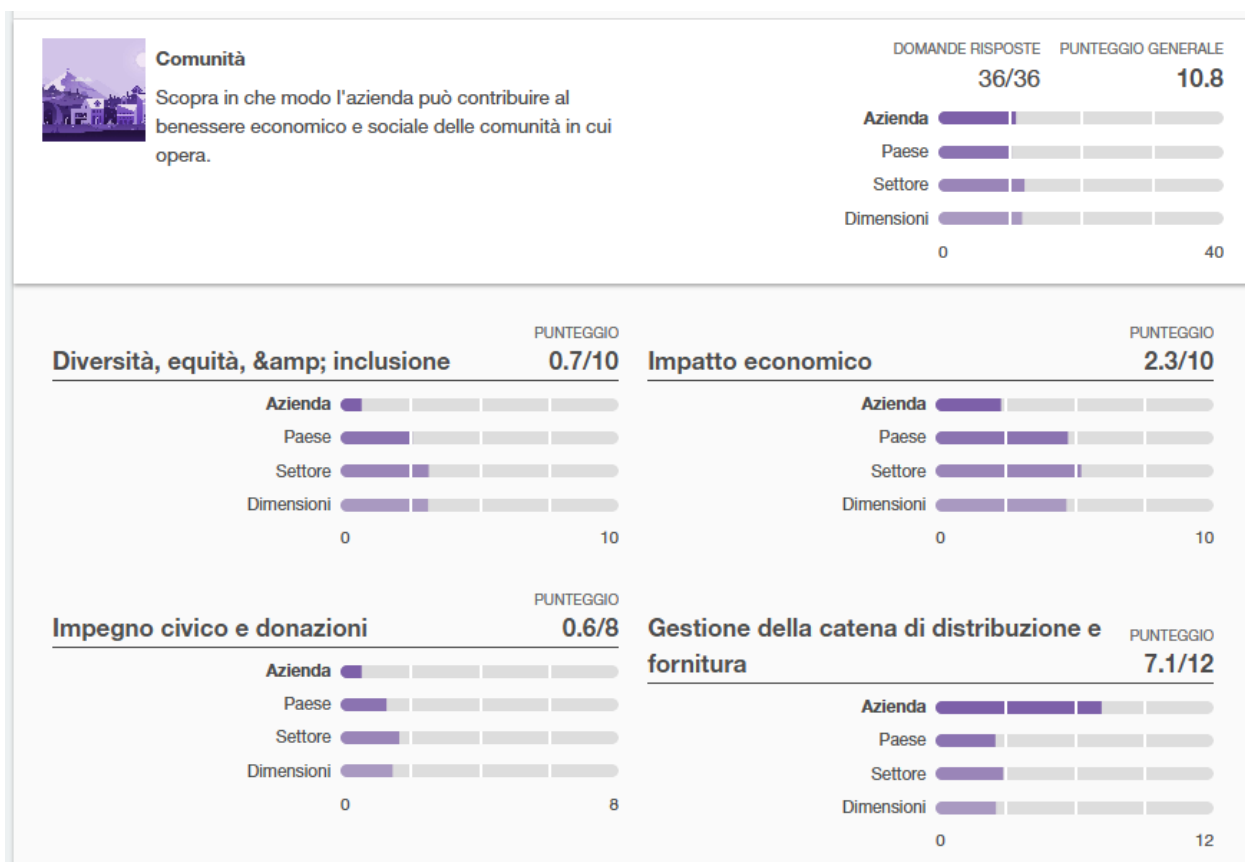 Comunità
Scopra in che modo l'azienda può contribuire al
benessere economico e sociale delle comunità in cui
opera.
DOMANDE RISPOSTE PUNTEGGIO GENERALE
36/36 10.8
Azienda
Paese
Settore
Dimensioni
0 40
PUNTEGGIO
Diversità, equità, &amp; inclusione 0.7/10
Azienda
Paese
Settore
Dimensioni
0 10
PUNTEGGIO
Impatto economico 2.3/10
Azienda
Paese
Settore
Dimensioni
0 10
PUNTEGGIO
Impegno civico e donazioni 0.6/8
Azienda
Paese
Settore
Dimensioni
0 8
Gestione della catena di distribuzione e PUNTEGGIO
fornitura 7.1/12
Azienda
Paese
Settore
Dimensioni
0 12